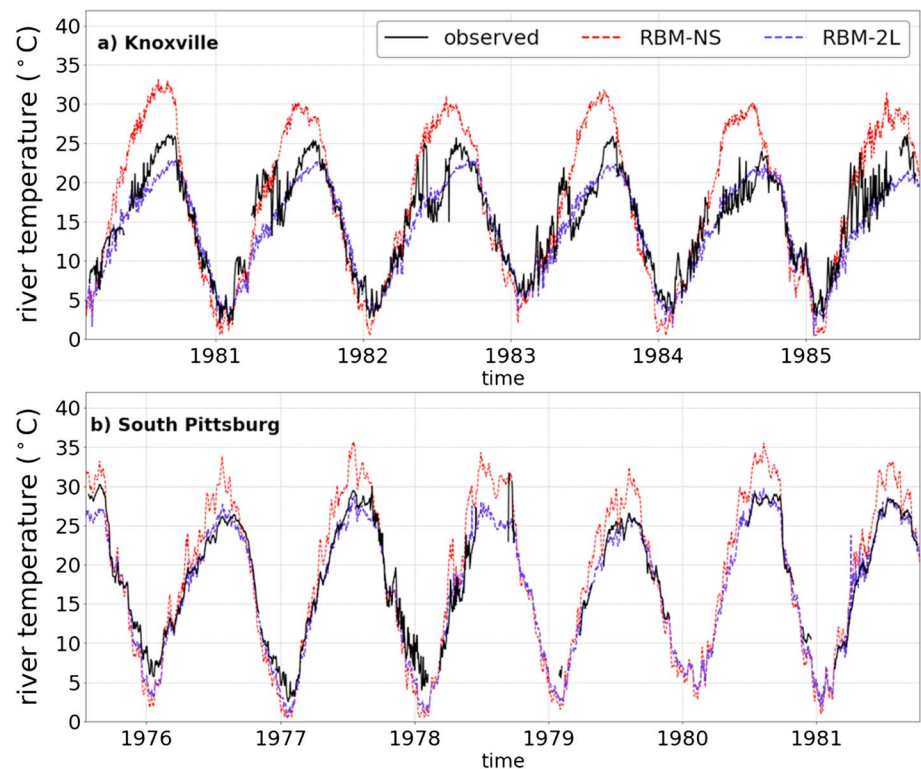 a) Knoxville
observed RBM-NS RBM-2L
river temperature (°C)
40
35
30
25
20
15
10
5
0
1981 1982 1983 1984 1985
time
b) South Pittsburg
river temperature (°C)
40
35
30
25
20
15
10
5
0
1976 1977 1978 1979 1980 1981
time